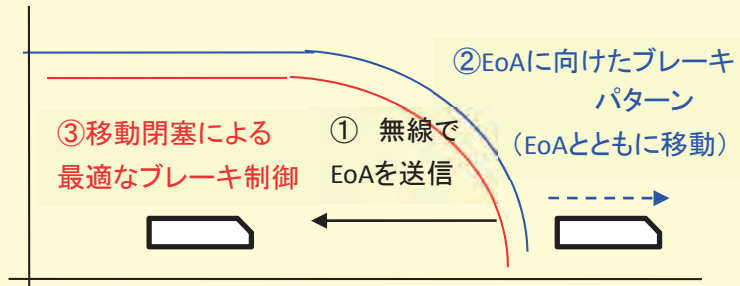 ②EoAに向けたブレーキ
パターン
(EoAとともに移動)
① 無線で
EoAを送信
③移動閉塞による
最適なブレーキ制御